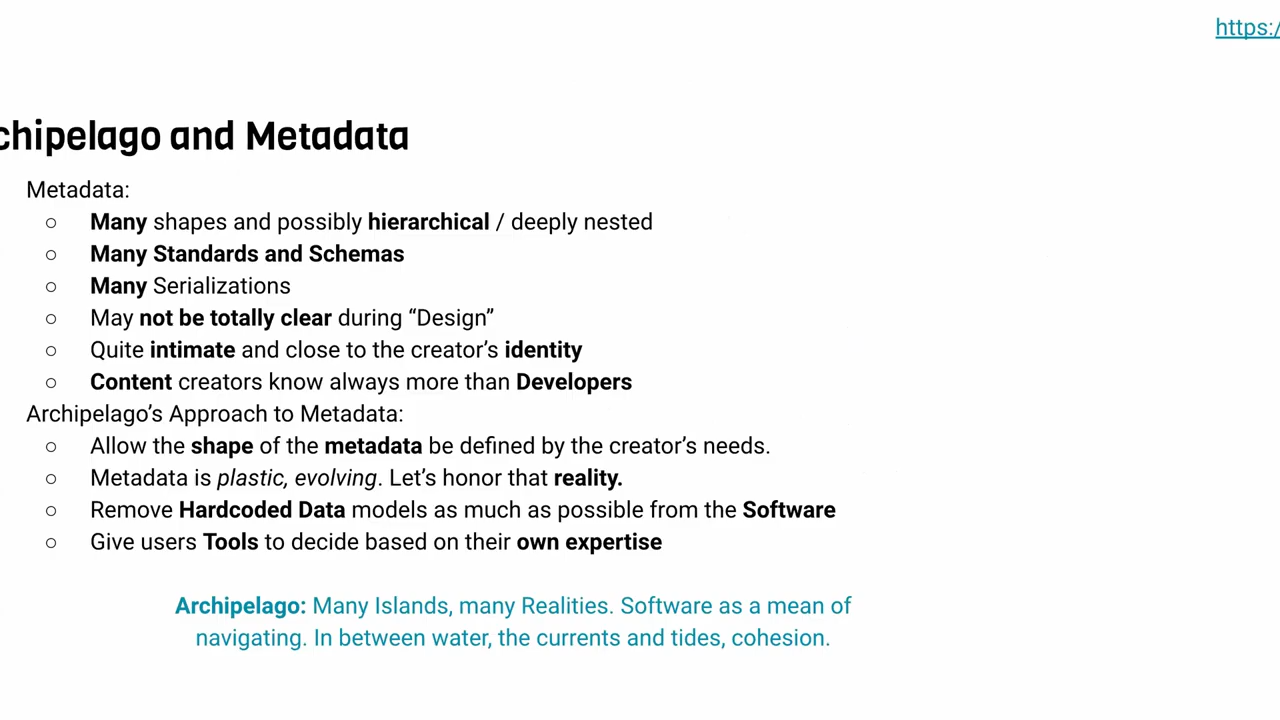 https:/
chipelago and Metadata
Metadata:
○ Many shapes and possibly hierarchical / deeply nested
○ Many Standards and Schemas
○ Many Serializations
○ May not be totally clear during “Design”
○ Quite intimate and close to the creator’s identity
○ Content creators know always more than Developers
Archipelago’s Approach to Metadata:
○ Allow the shape of the metadata be defined by the creator’s needs.
○ Metadata is plastic, evolving. Let’s honor that reality.
○ Remove Hardcoded Data models as much as possible from the Software
○ Give users Tools to decide based on their own expertise
Archipelago: Many Islands, many Realities. Software as a mean of
navigating. In between water, the currents and tides, cohesion.